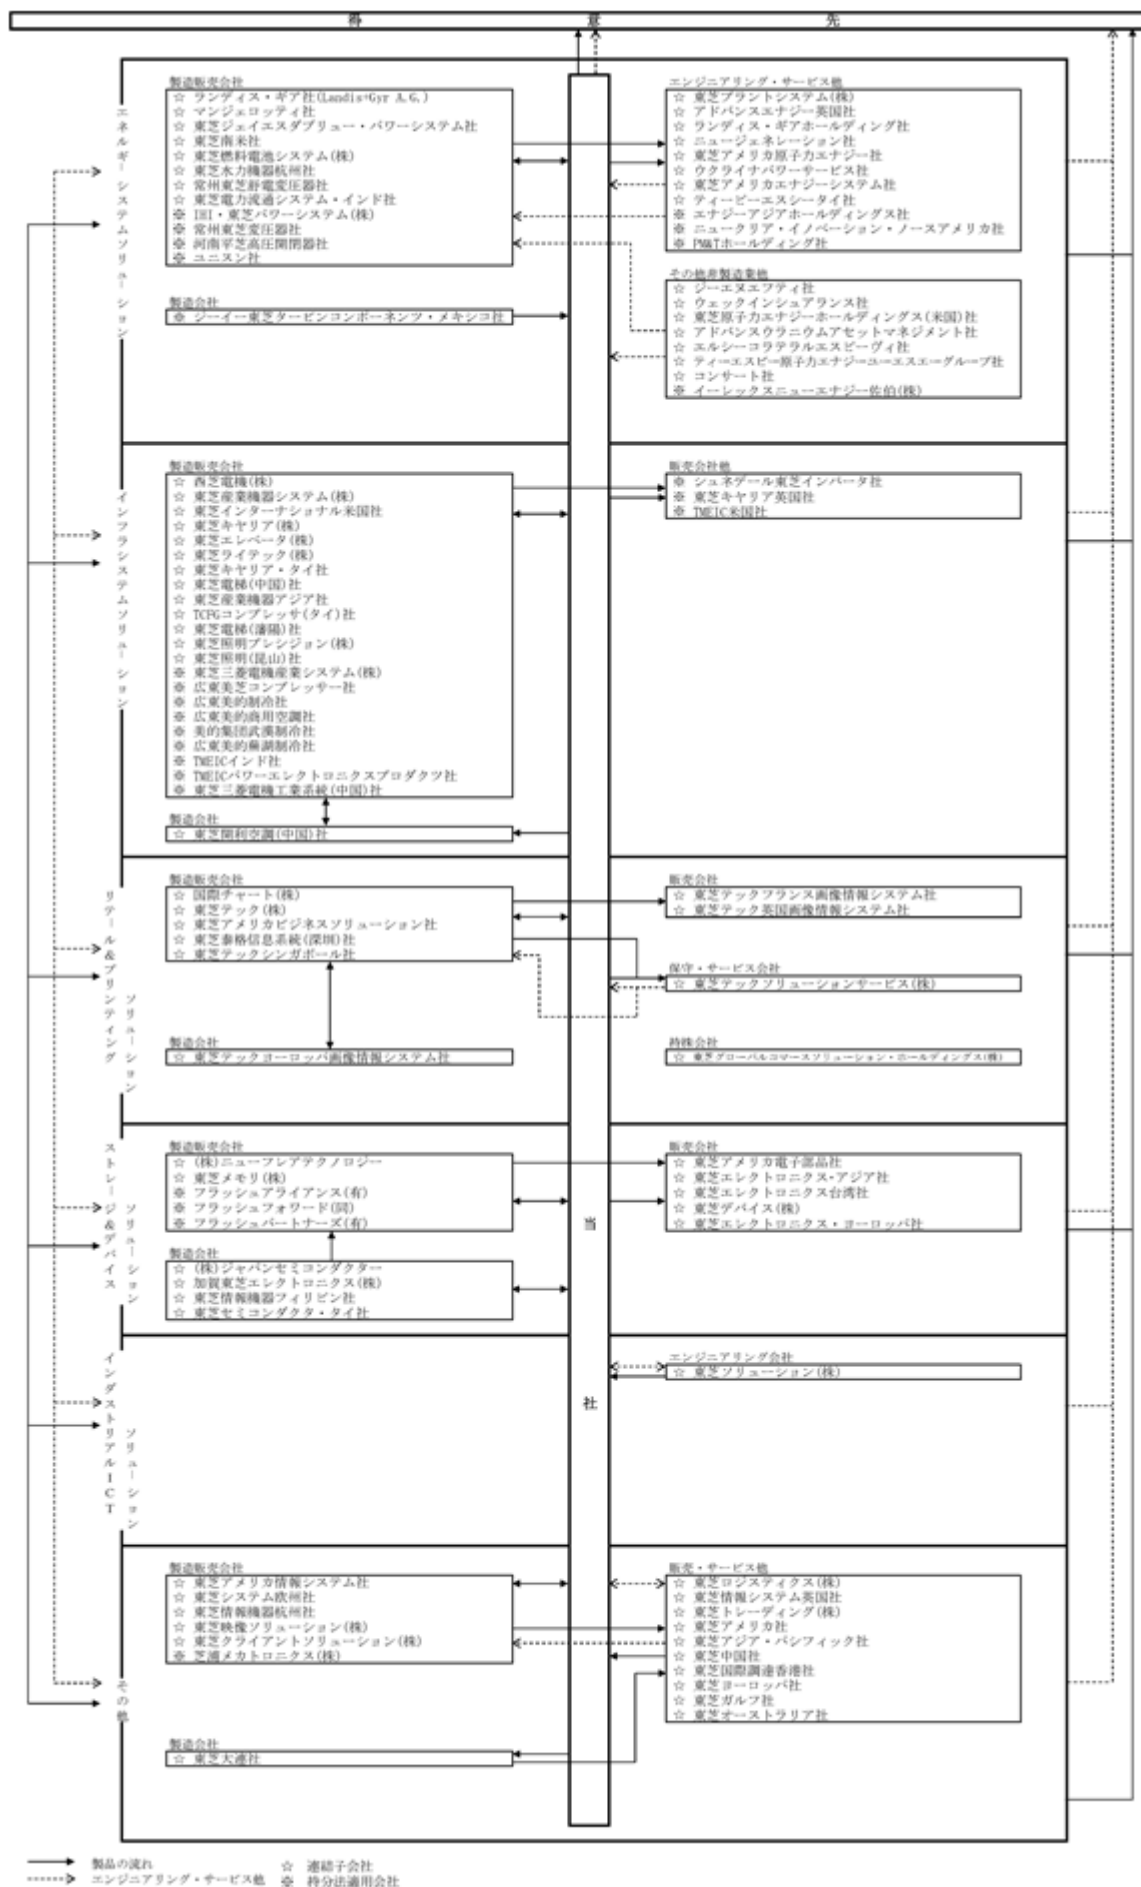 得意先
エネルギーシステムソリューション
製造販売会社
☆ ランディス・ギア社(Landis+Gyr A.G.)
☆ マンジェロッティ社
☆ 東芝ジェイエスダブリュー・パワーシステム社
☆ 東芝南米社
☆ 東芝燃料電池システム(株)
☆ 東芝水力機器杭州社
☆ 常州東芝舒電変圧器社
☆ 東芝電力流通システム・インド社
※ IHI・東芝パワーシステム(株)
※ 常州東芝変圧器社
※ 河南平芝高圧開閉器社
※ ユニスン社
製造会社
※ ジーイー東芝タービンコンポーネンツ・メキシコ社
エンジニアリング・サービス他
☆ 東芝プラントシステム(株)
☆ アドバンスエナジー英国社
☆ ランディス・ギアホールディング社
☆ ニュージェネレーション社
☆ 東芝アメリカ原子力エナジー社
☆ ウクライナパワーサービス社
☆ 東芝アメリカエナジーシステム社
☆ ティーピーエスシータイ社
※ エナジーアジアホールディングス社
※ ニュークリア・イノベーション・ノースアメリカ社
※ PM&Tホールディング社
その他非製造業他
☆ ジーエヌエフティ社
☆ ウェックインシュアランス社
☆ 東芝原子力エナジーホールディングス(米国)社
☆ アドバンスウラニウムアセットマネジメント社
☆ エルシーコラテラルエスピーヴィ社
☆ ティーエスビー原子力エナジーユーエスエーグループ社
☆ コンサート社
※ イーレックスニューエナジー佐伯(株)
インフラシステムソリューション
製造販売会社
☆ 西芝電機(株)
☆ 東芝産業機器システム(株)
☆ 東芝インターナショナル米国社
☆ 東芝キヤリア(株)
☆ 東芝エレベータ(株)
☆ 東芝ライテック(株)
☆ 東芝キヤリア・タイ社
☆ 東芝電梯(中国)社
☆ 東芝産業機器アジア社
☆ TCFGコンプレッサ(タイ)社
☆ 東芝電梯(瀋陽)社
☆ 東芝照明プレシジョン(株)
☆ 東芝照明(昆山)社
※ 東芝三菱電機産業システム(株)
※ 広東美芝コンプレッサー社
※ 広東美的制冷社
※ 広東美的商用空調社
※ 美的集団武漢制冷社
※ 広東美的蕪湖制冷社
※ TMEICインド社
※ TMEICパワーエレクトロニクスプロダクツ社
※ 東芝三菱電機工業系統(中国)社
製造会社
☆ 東芝開利空調(中国)社
販売会社他
※ シュネデール東芝インバータ社
※ 東芝キヤリア英国社
※ TMEIC米国社
リテール&プリンティングソリューション
製造販売会社
☆ 国際チャート(株)
☆ 東芝テック(株)
☆ 東芝アメリカビジネスソリューション社
☆ 東芝泰格信息系統(深圳)社
☆ 東芝テックシンガポール社
製造会社
☆ 東芝テックヨーロッパ画像情報システム社
販売会社
☆ 東芝テックフランス画像情報システム社
☆ 東芝テック英国画像情報システム社
保守・サービス会社
☆ 東芝テックソリューションサービス(株)
持株会社
☆ 東芝グローバルコマースソリューション・ホールディングス(株)
ストレージ&デバイスソリューション
製造販売会社
☆ (株)ニューフレアテクノロジー
☆ 東芝メモリ(株)
※ フラッシュアライアンス(有)
※ フラッシュフォワード(同)
※ フラッシュパートナーズ(有)
製造会社
☆ (株)ジャパンセミコンダクター
☆ 加賀東芝エレクトロニクス(株)
☆ 東芝情報機器フィリピン社
☆ 東芝セミコンダクタ・タイ社
当社
販売会社
☆ 東芝アメリカ電子部品社
☆ 東芝エレクトロニクス・アジア社
☆ 東芝エレクトロニクス台湾社
☆ 東芝デバイス(株)
☆ 東芝エレクトロニクス・ヨーロッパ社
インダストリアルICTソリューション
エンジニアリング会社
☆ 東芝ソリューション(株)
その他
製造販売会社
☆ 東芝アメリカ情報システム社
☆ 東芝システム欧州社
☆ 東芝情報機器杭州社
☆ 東芝映像ソリューション(株)
☆ 東芝クライアントソリューション(株)
※ 芝浦メカトロニクス(株)
製造会社
☆ 東芝大連社
販売・サービス他
☆ 東芝ロジスティクス(株)
☆ 東芝情報システム英国社
☆ 東芝トレーディング(株)
☆ 東芝アメリカ社
☆ 東芝アジア・パシフィック社
☆ 東芝中国社
☆ 東芝国際調達香港社
☆ 東芝ヨーロッパ社
☆ 東芝ガルフ社
☆ 東芝オーストラリア社
製品の流れ ☆ 連結子会社
エンジニアリング・サービス他 ※ 持分法適用会社